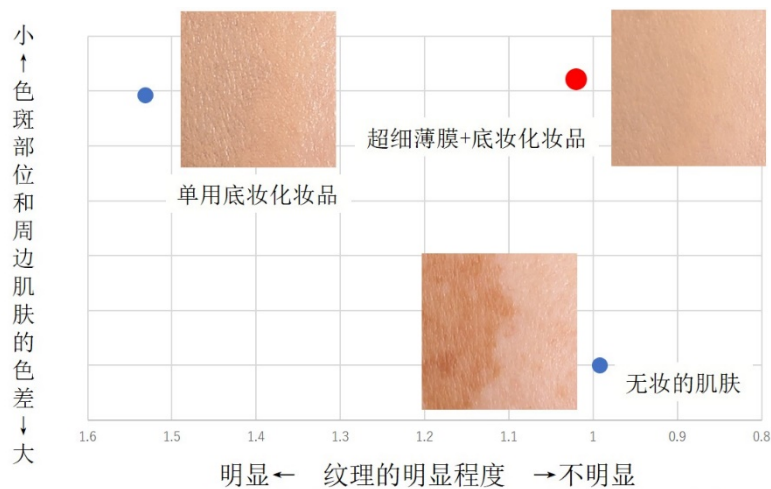 小←色斑部位和周边肌肤的色差→大
超细薄膜+底妆化妆品
单用底妆化妆品
无妆的肌肤
1.6 1.5 1.4 1.3 1.2 1.1 1 0.9 0.8
明显← 纹理的明显程度 →不明显